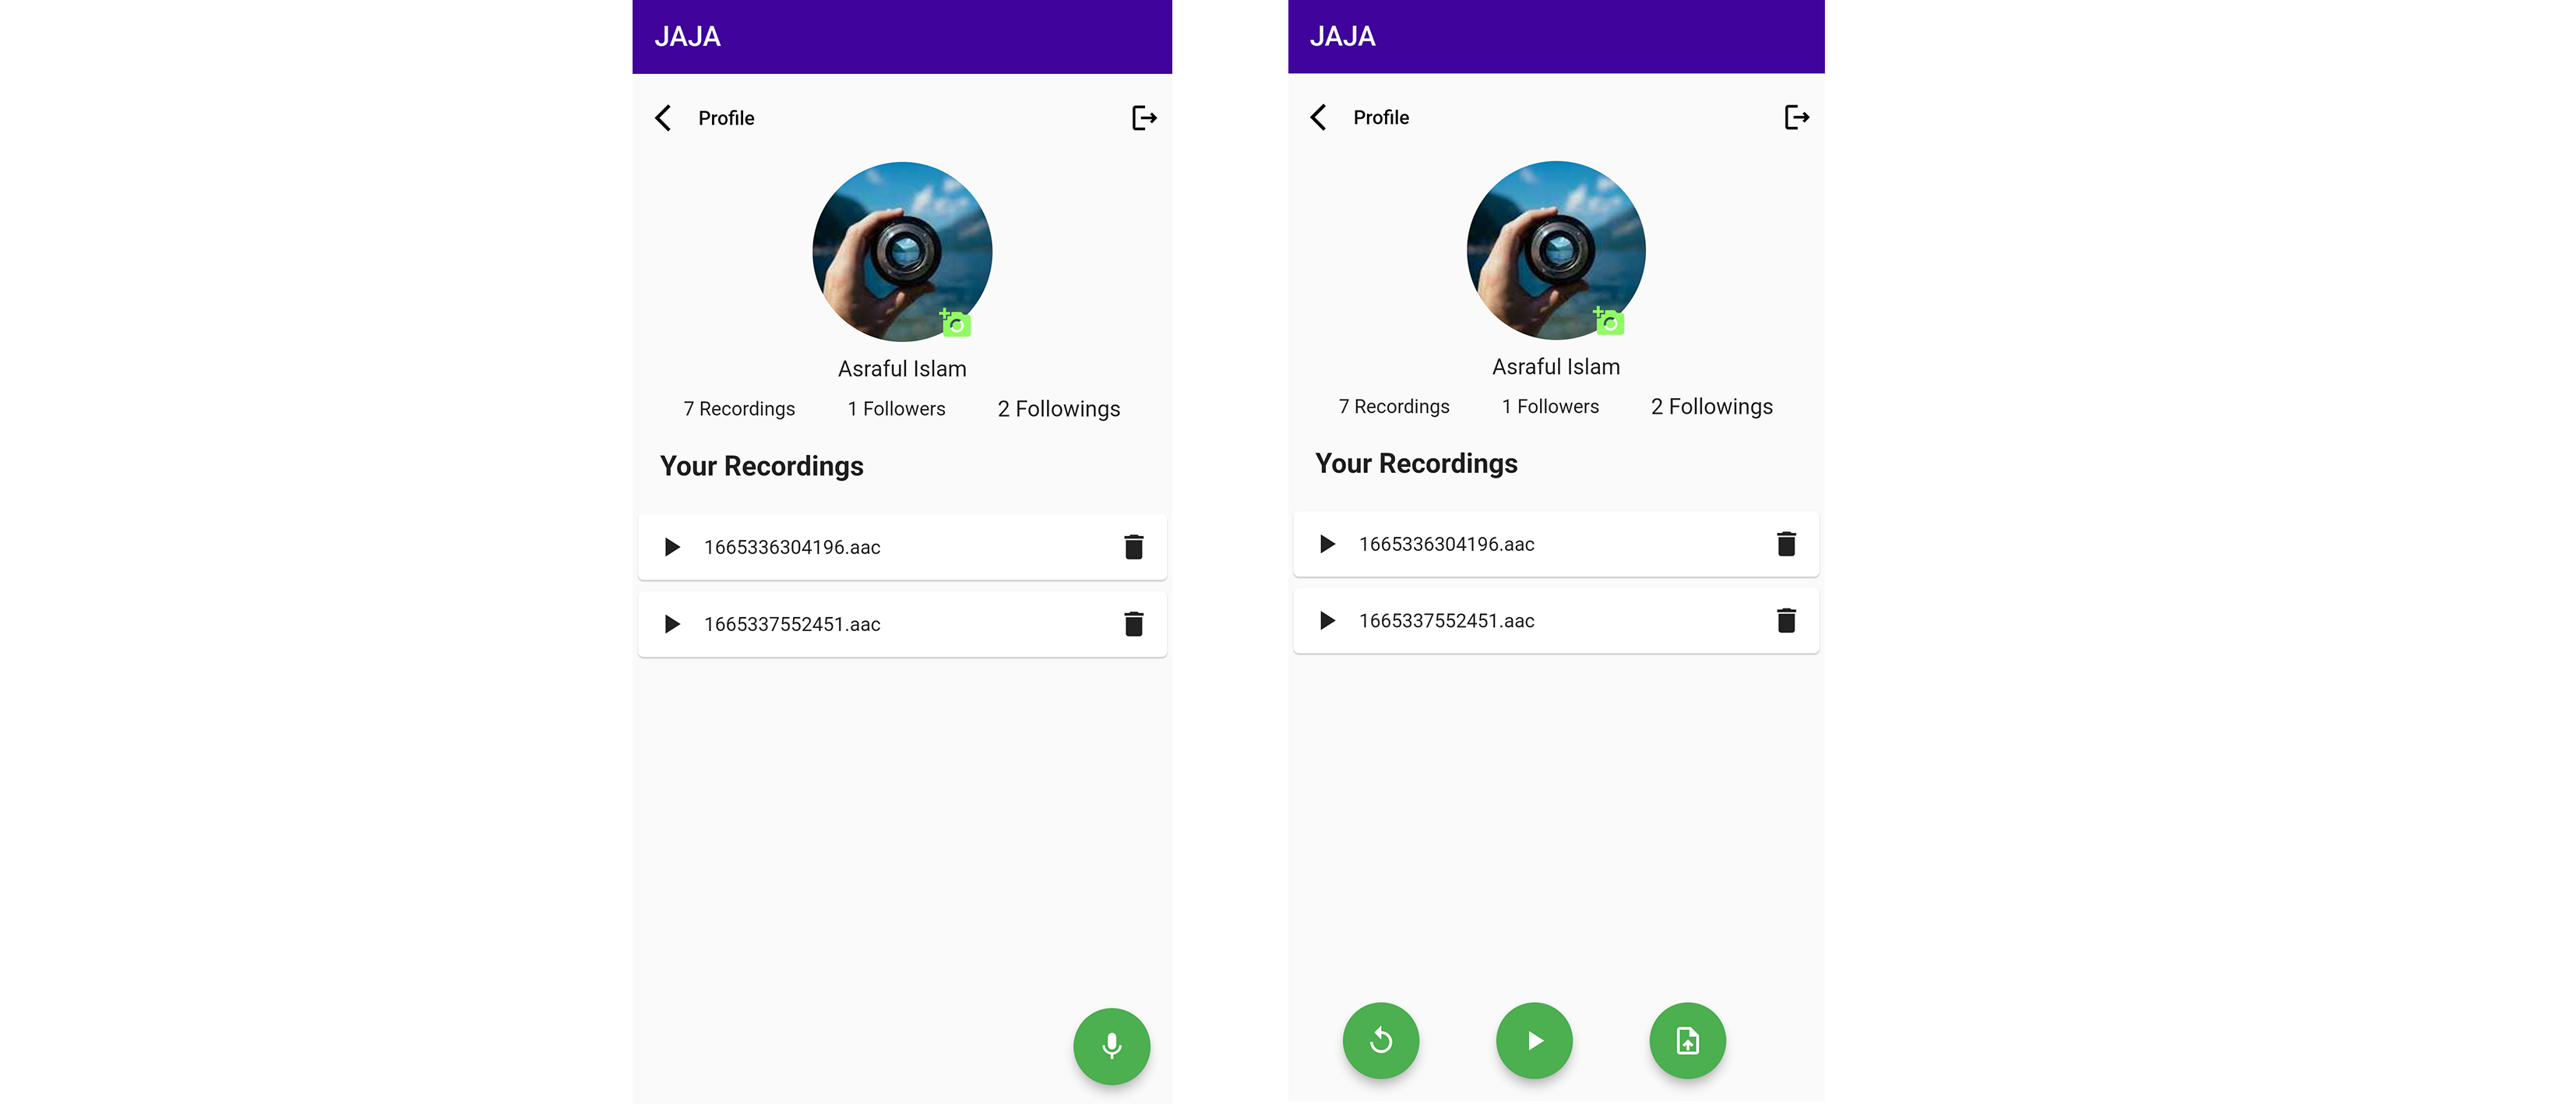 JAJA
Profile
Asraful Islam
7 Recordings 1 Followers 2 Followings
Your Recordings
1665336304196.aac
1665337552451.aac
JAJA
Profile
Asraful Islam
7 Recordings 1 Followers 2 Followings
Your Recordings
1665336304196.aac
1665337552451.aac